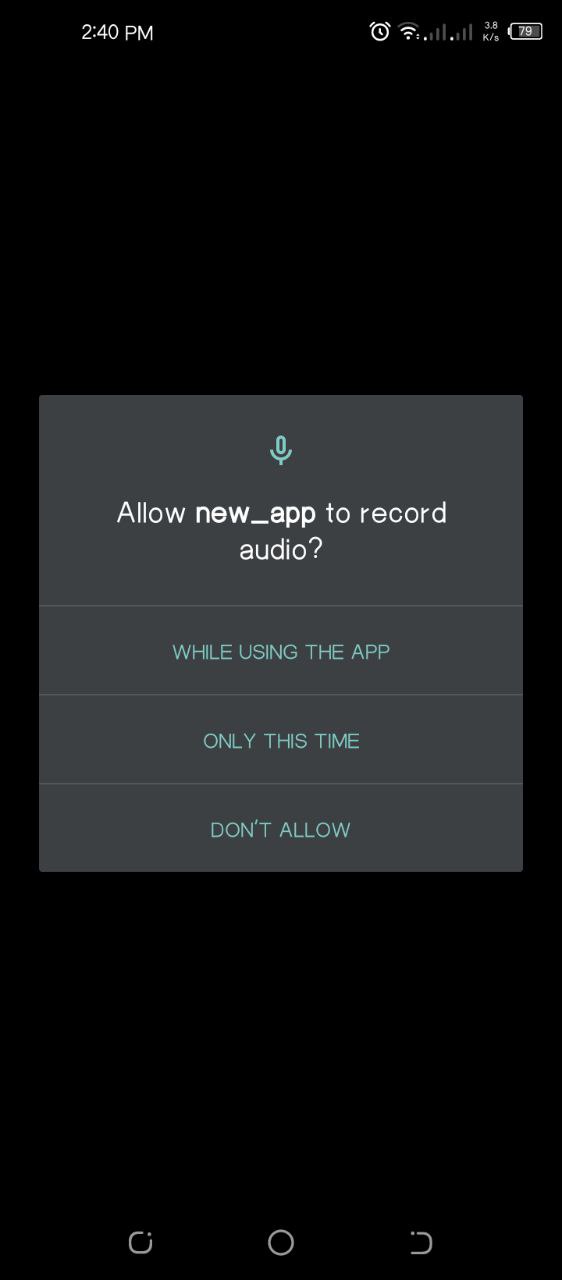 2:40 PM
3.8
K/s
79
Allow new_app to record
audio?
WHILE USING THE APP
ONLY THIS TIME
DON'T ALLOW